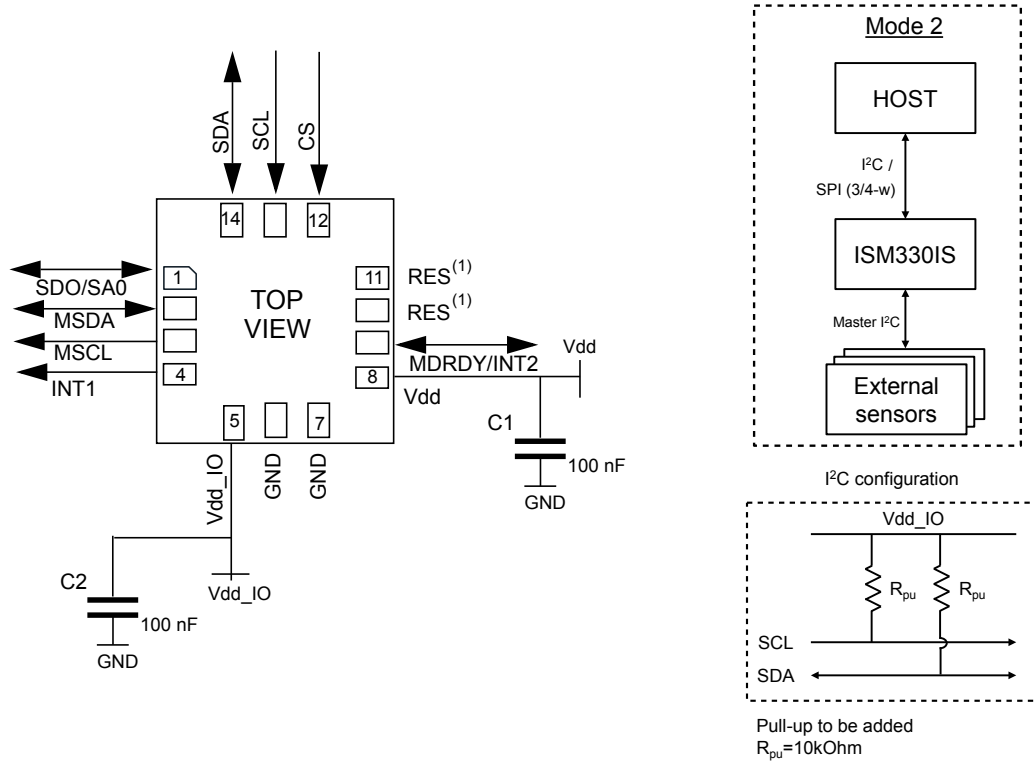 SDA
SCL
CS
14
12
1
SDO/SA0
MSDA
MSCL
4
INT1
TOP
VIEW
11
RES(1)
RES(1)
MDRDY/INT2
Vdd
8
Vdd
5
7
Vdd_IO
GND
GND
C1
100 nF
GND
C2
100 nF
GND
Vdd_IO
Mode 2
HOST
I²C /
SPI (3/4-w)
ISM330IS
Master I²C
External
sensors
I²C configuration
Vdd_IO
Rpu
Rpu
SCL
SDA
Pull-up to be added
Rpu=10kOhm